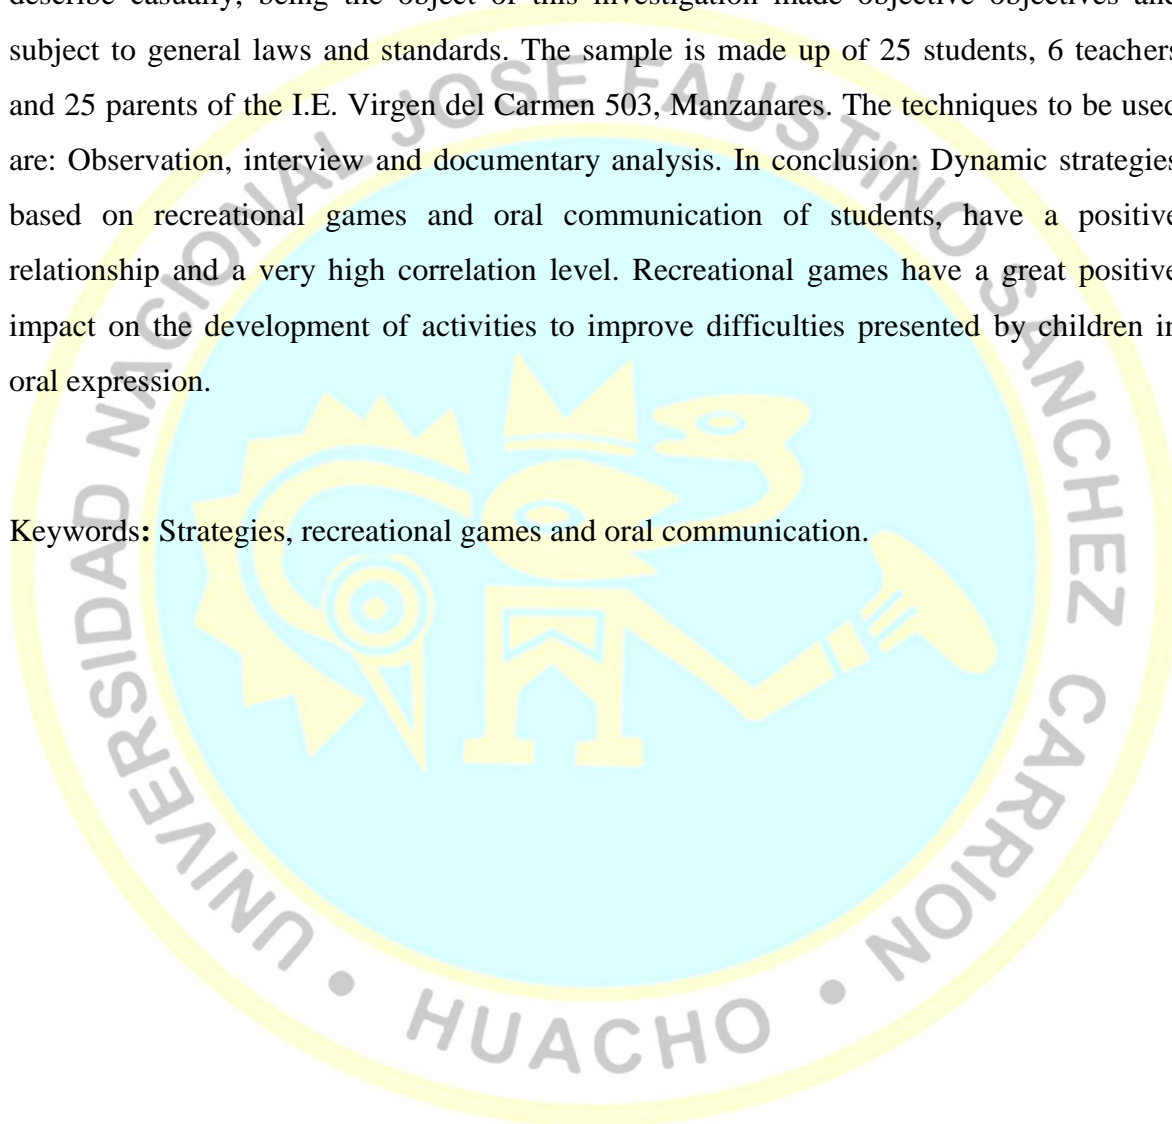 describe casually, being the object of this investigation made objective objectives and
subject to general laws and standards. The sample is made up of 25 students, 6 teachers
and 25 parents of the I.E. Virgen del Carmen 503, Manzanares. The techniques to be used
are: Observation, interview and documentary analysis. In conclusion: Dynamic strategies
based on recreational games and oral communication of students, have a positive
relationship and a very high correlation level. Recreational games have a great positive
impact on the development of activities to improve difficulties presented by children in
oral expression.
Keywords: Strategies, recreational games and oral communication.
UNIVERSIDAD NACIONAL JOSE FAUSTINO SANCHEZ CARRION
• HUACHO •